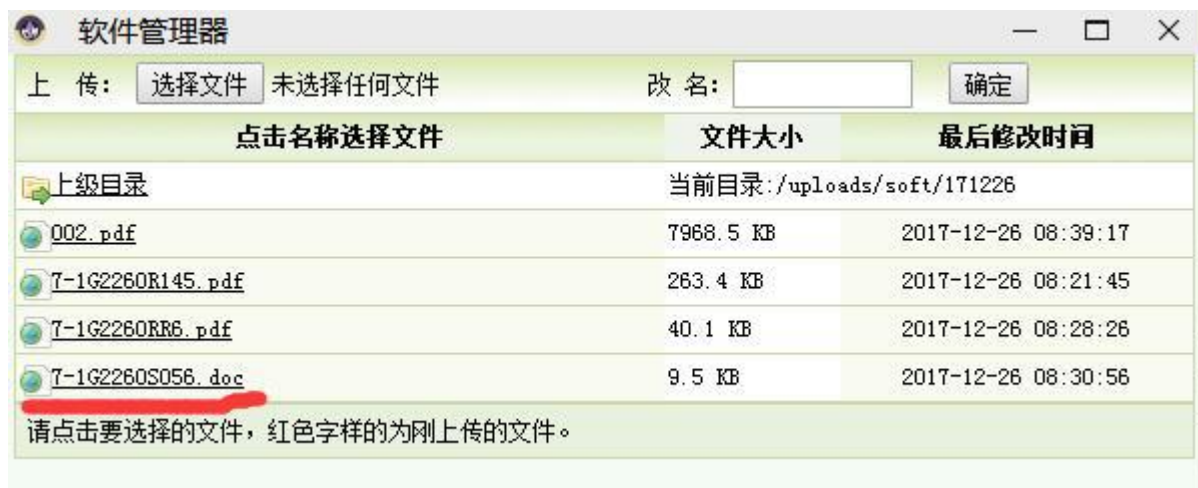 软件管理器
上 传： 选择文件 未选择任何文件 改 名： 确定
点击名称选择文件 文件大小 最后修改时间
上级目录 当前目录:/uploads/soft/171226
002.pdf 7968.5 KB 2017-12-26 08:39:17
7-1G2260R145.pdf 263.4 KB 2017-12-26 08:21:45
7-1G2260RR6.pdf 40.1 KB 2017-12-26 08:28:26
7-1G2260S056.doc 9.5 KB 2017-12-26 08:30:56
请点击要选择的文件，红色字样的为刚上传的文件。